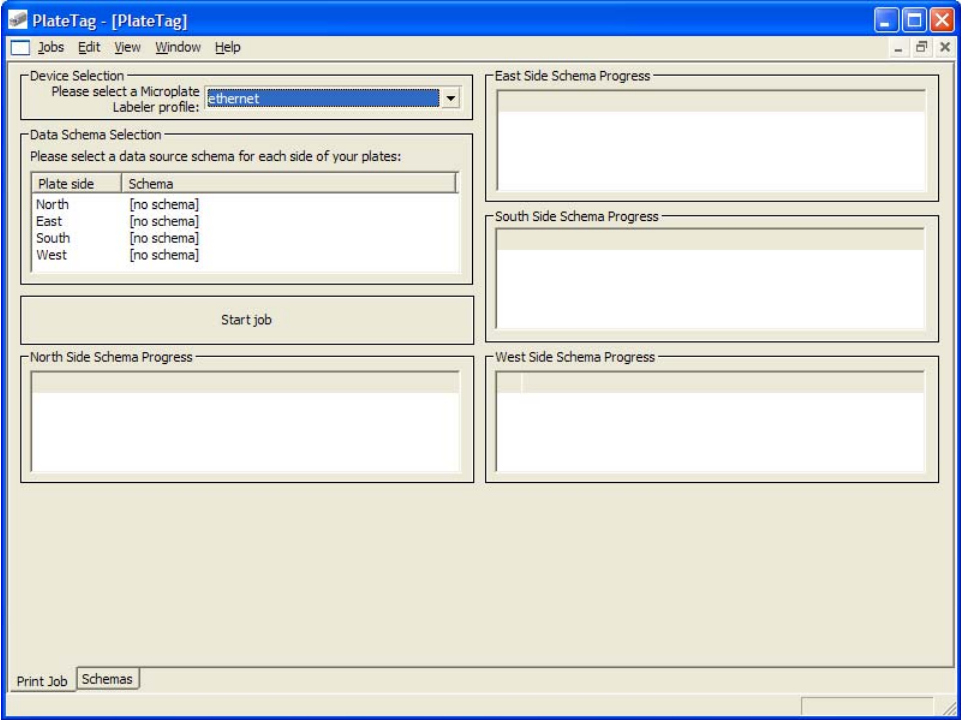 PlateTag - [PlateTag]
Jobs Edit View Window Help
Device Selection
Please select a Microplate
Labeler profile:
ethernet
Data Schema Selection
Please select a data source schema for each side of your plates:
Plate side Schema
North [no schema]
East [no schema]
South [no schema]
West [no schema]
Start job
North Side Schema Progress
East Side Schema Progress
South Side Schema Progress
West Side Schema Progress
Print Job Schemas